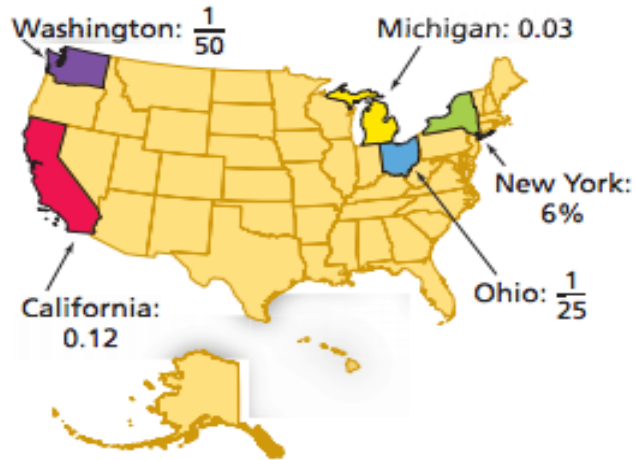 Washington: 1/50
Michigan: 0.03
New York:
6%
Ohio: 1/25
California:
0.12